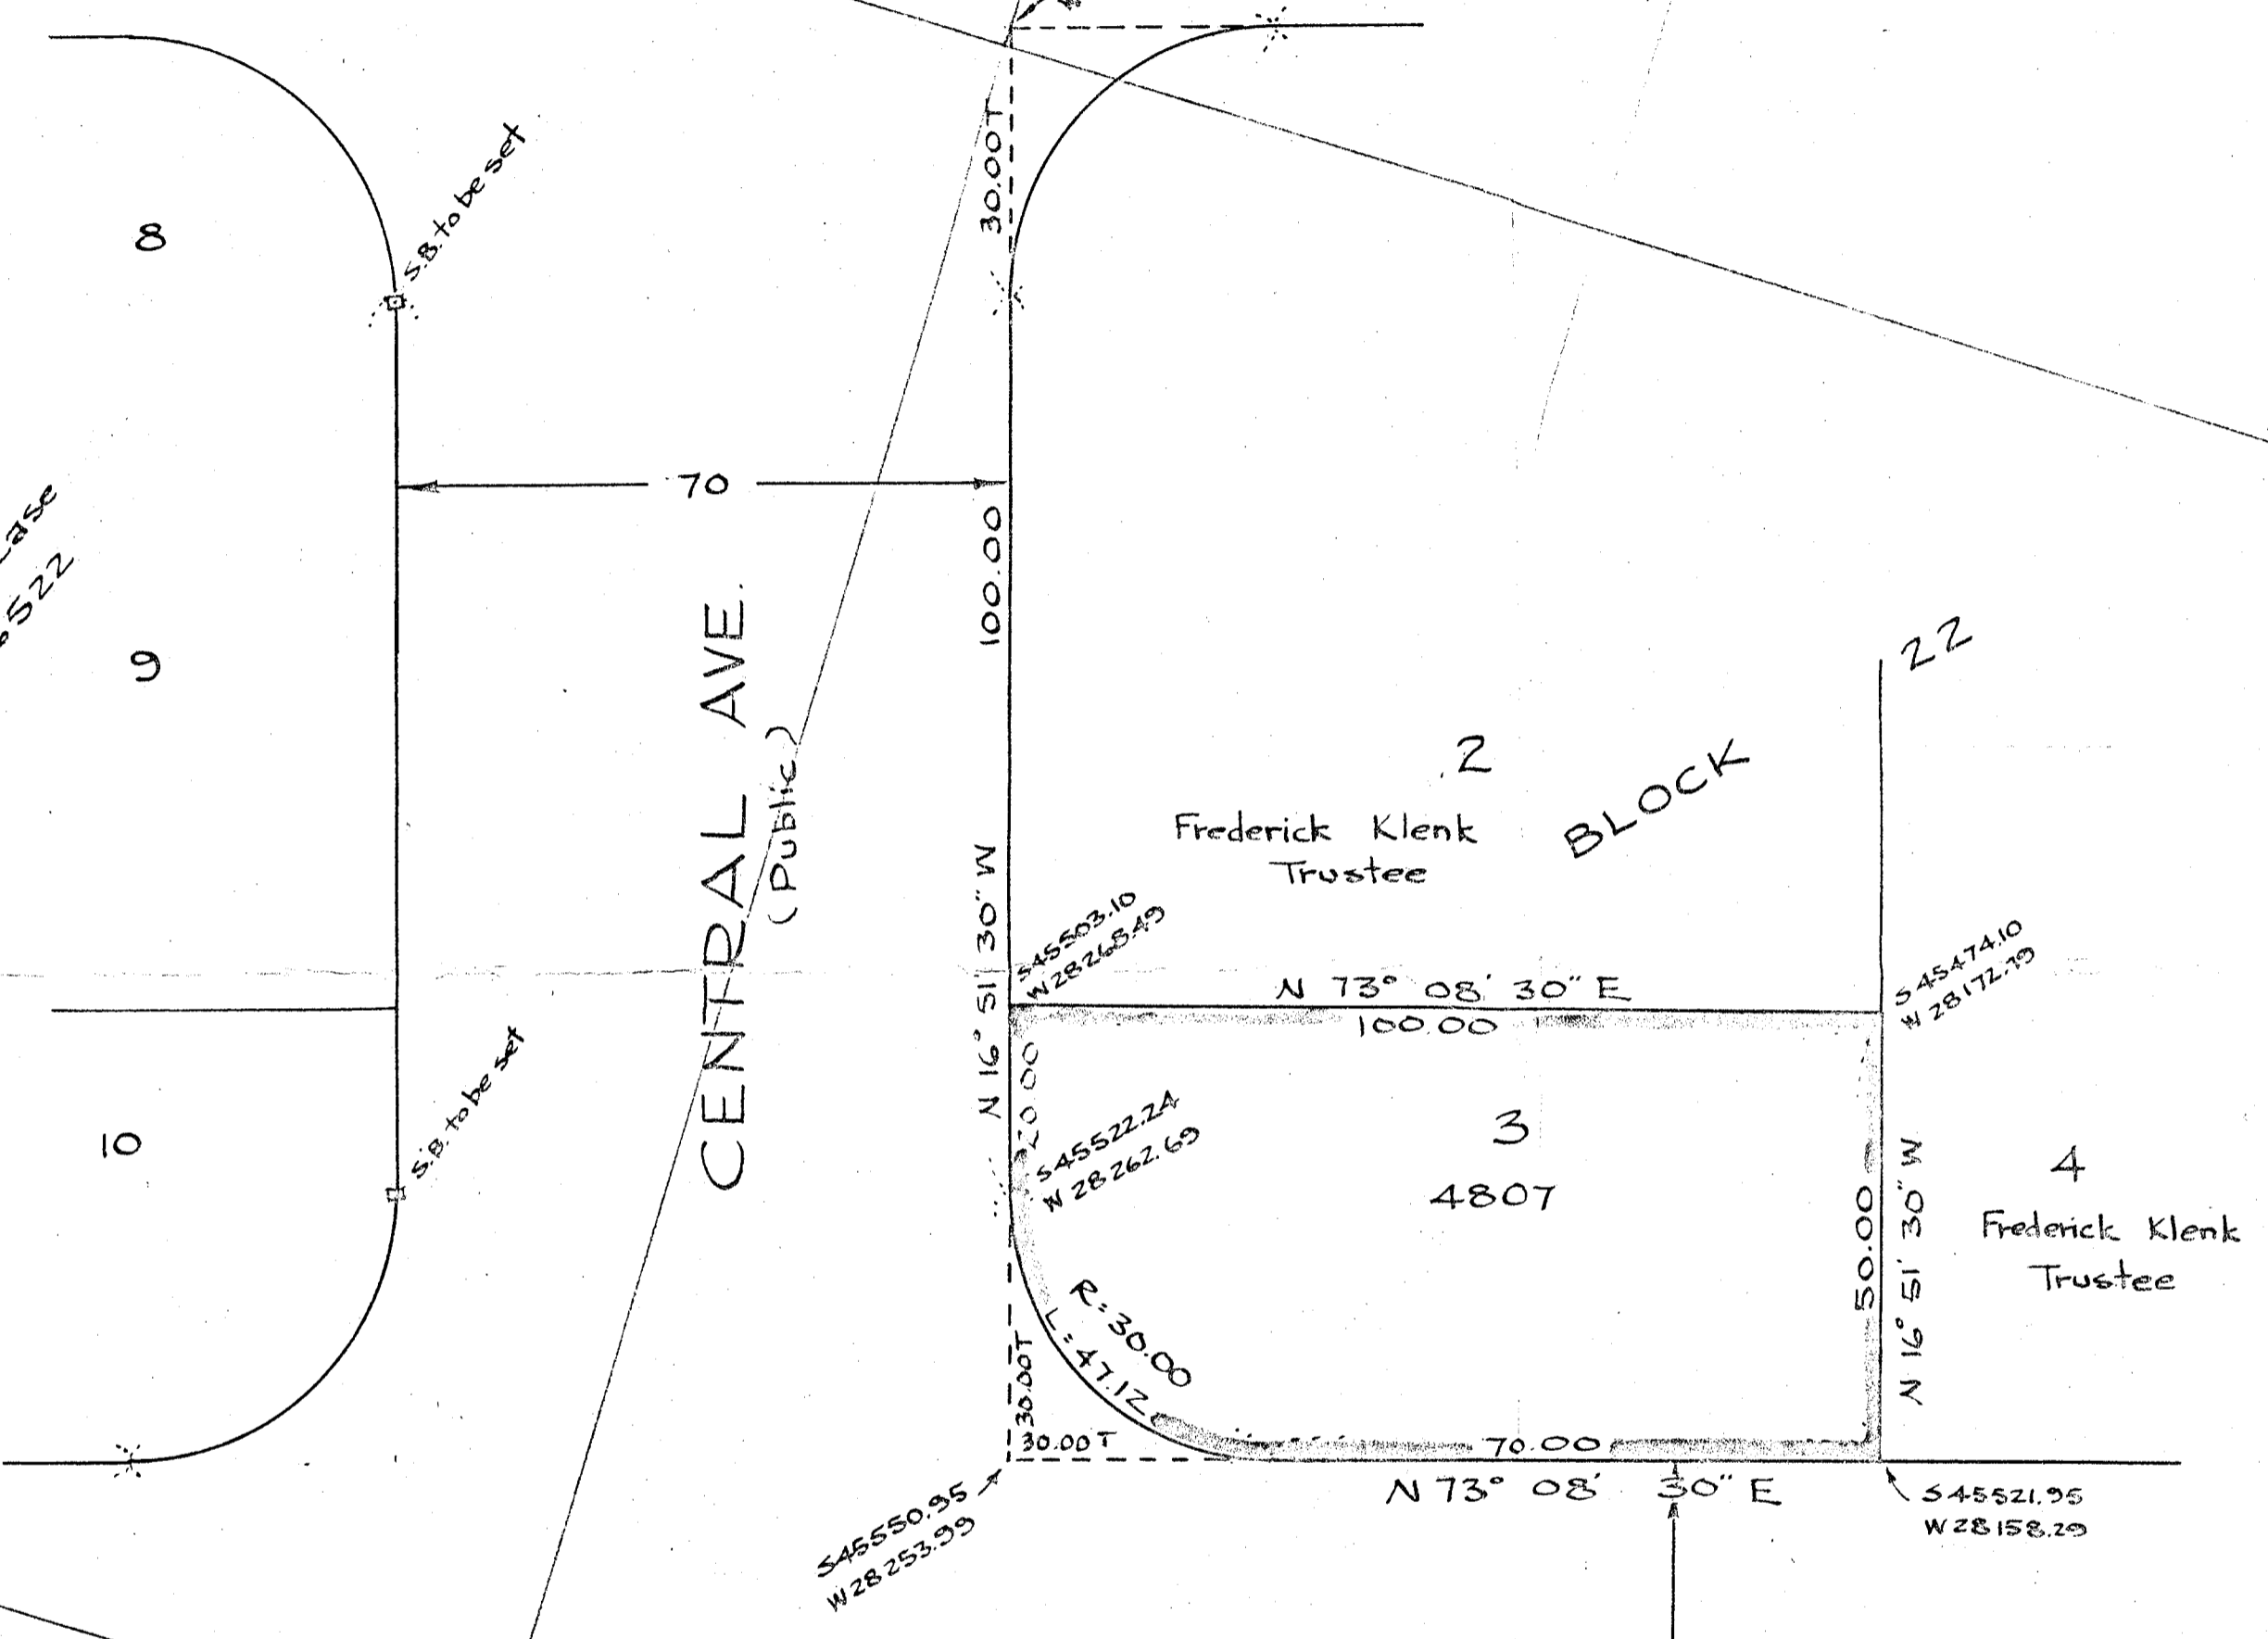 30.00T
S.B. to be set
8
70
ase
6522
100.00
9
22
CENTRAL AVE.
(Public)
2
BLOCK
Frederick Klenk
Trustee
N 16° 51' 30" W
S45503.10
W28268.49
S45474.10
W28172.79
N 73° 08' 30" E
100.00
20.00
S.B. to be set
10
S45522.24
W28262.69
3
4807
50.00
N 16° 51' 30" W
4
Frederick Klenk
Trustee
R=30.00
L=47.12
30.00T
30.00T
70.00
N 73° 08' 30" E
S45550.95
W28253.99
S45521.95
W28158.29